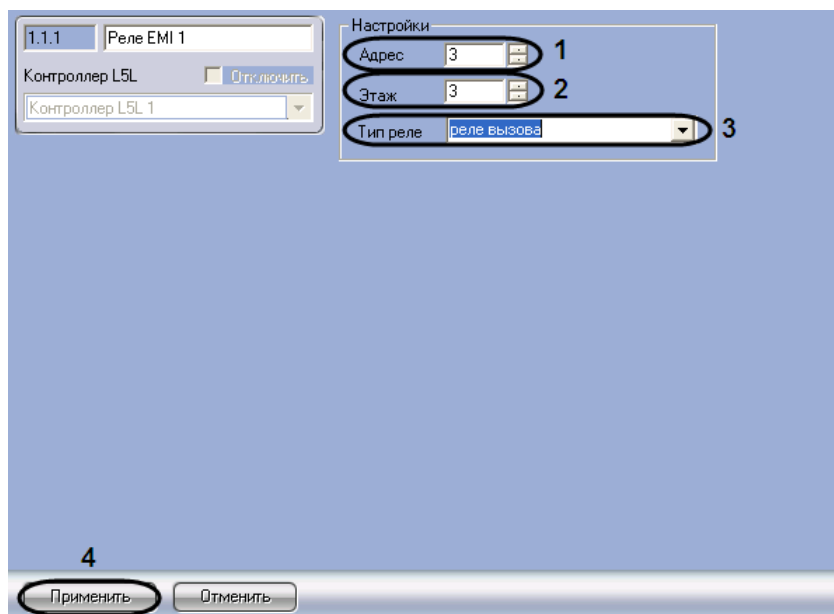 1.1.1 Реле EMI 1
Контроллер L5L Отключить
Контроллер L5L 1
Настройки
Адрес 3 1
Этаж 3 2
Тип реле реле вызова 3
4
Применить Отменить